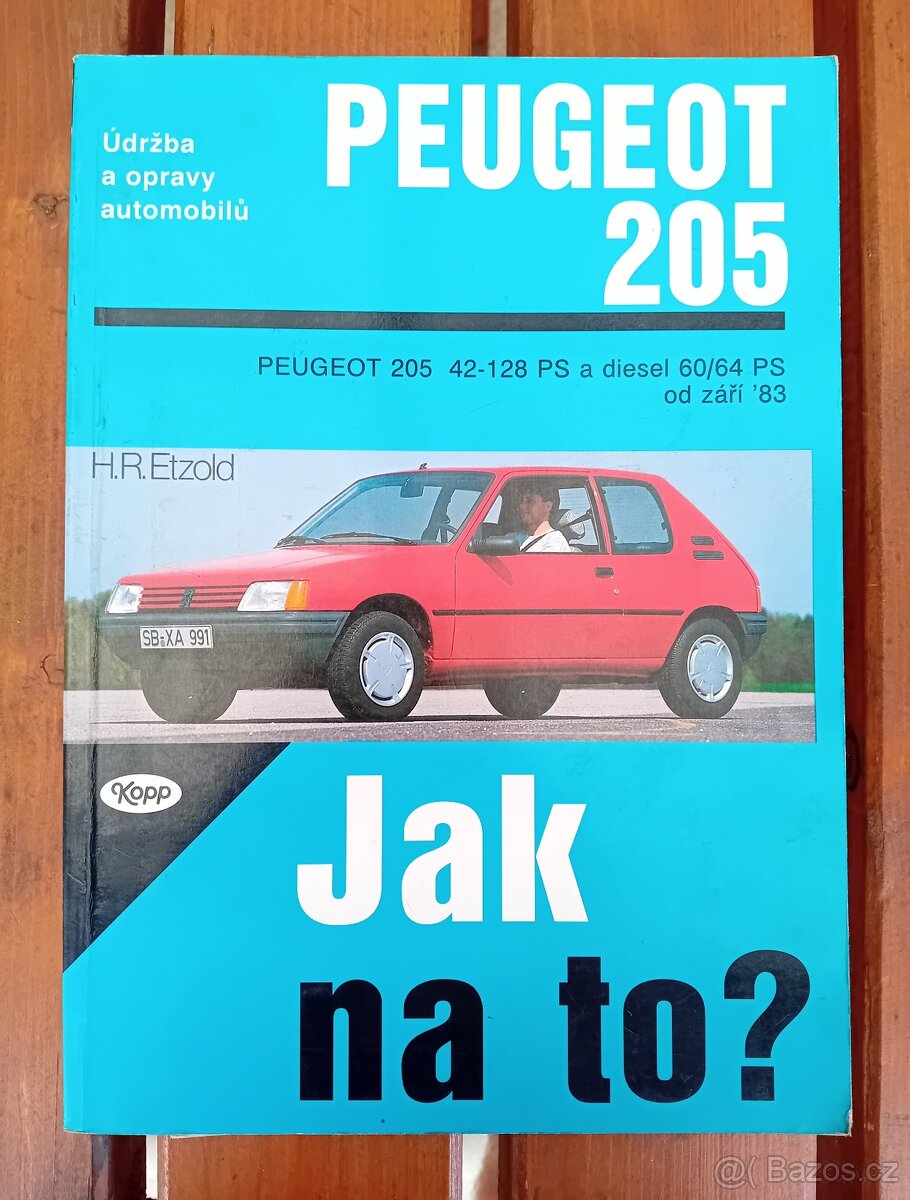 Údržba
a opravy
automobilů
PEUGEOT
205
PEUGEOT 205 42-128 PS a diesel 60/64 PS
od září '83
H.R. Etzold
SB-XA 991
Kopp
Jak
na to?
@( Bazos.cz